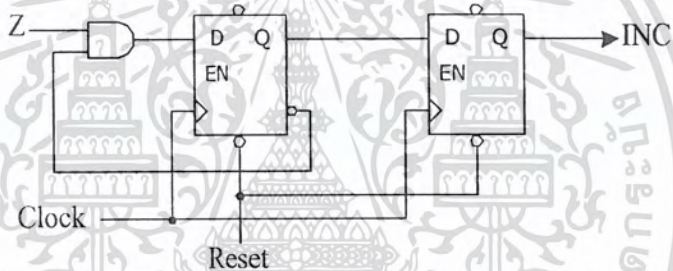 Z
D Q
EN
D Q
EN
INC
Clock
Reset